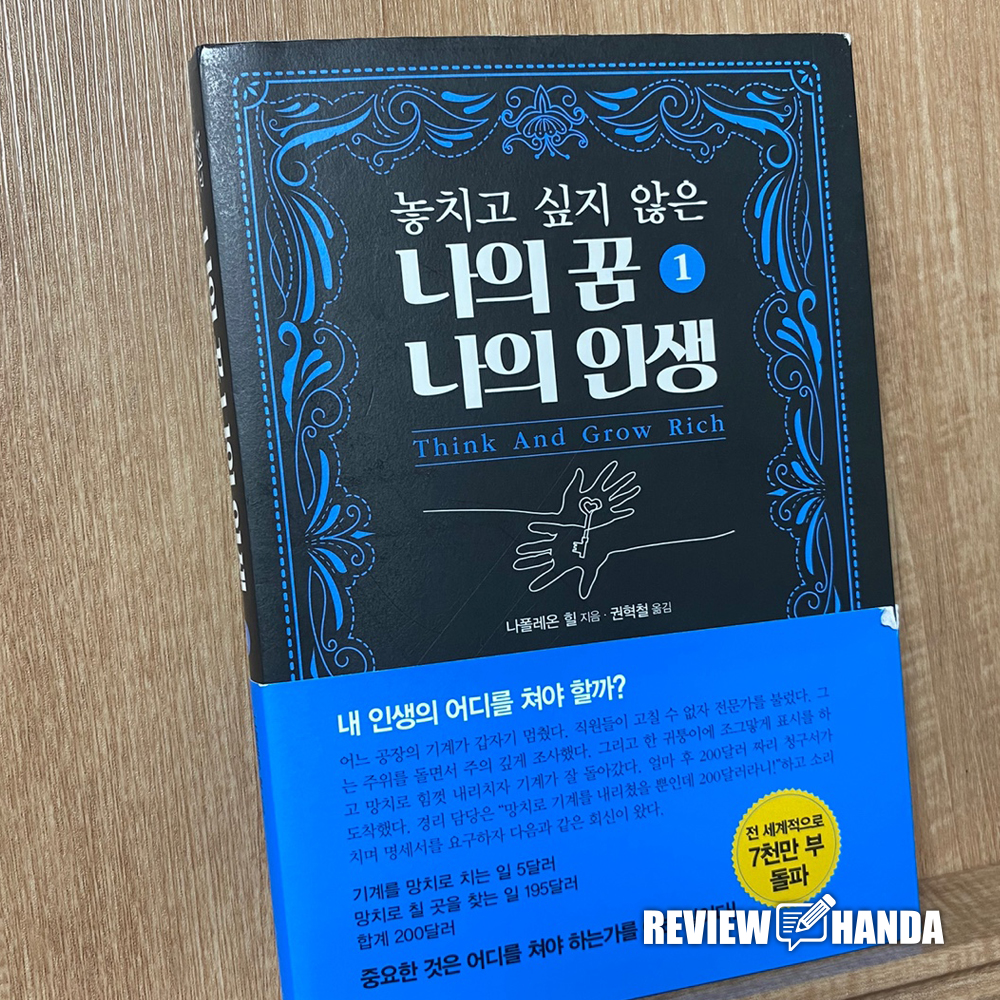 놓치고 싶지 않은
나의 꿈 1
나의 인생
Think And Grow Rich
나폴레온 힐 지음 · 권혁철 옮김
내 인생의 어디를 쳐야 할까?
어느 공장의 기계가 갑자기 멈췄다. 직원들이 고칠 수 없자 전문가를 불렀다. 그
는 주위를 돌면서 주의 깊게 조사했다. 그리고 한 귀퉁이에 조그맣게 표시를 하
고 망치로 힘껏 내리치자 기계가 잘 돌아갔다. 얼마 후 200달러 짜리 청구서가
도착했다. 경리 담당은 “망치로 기계를 내리쳤을 뿐인데 200달러라니!”하고 소리
치며 명세서를 요구하자 다음과 같은 회신이 왔다.
기계를 망치로 치는 일 5달러
망치로 칠 곳을 찾는 일 195달러
합계 200달러
중요한 것은 어디를 쳐야 하는가를
전 세계적으로
7천만 부
돌파
REVIEW HANDA